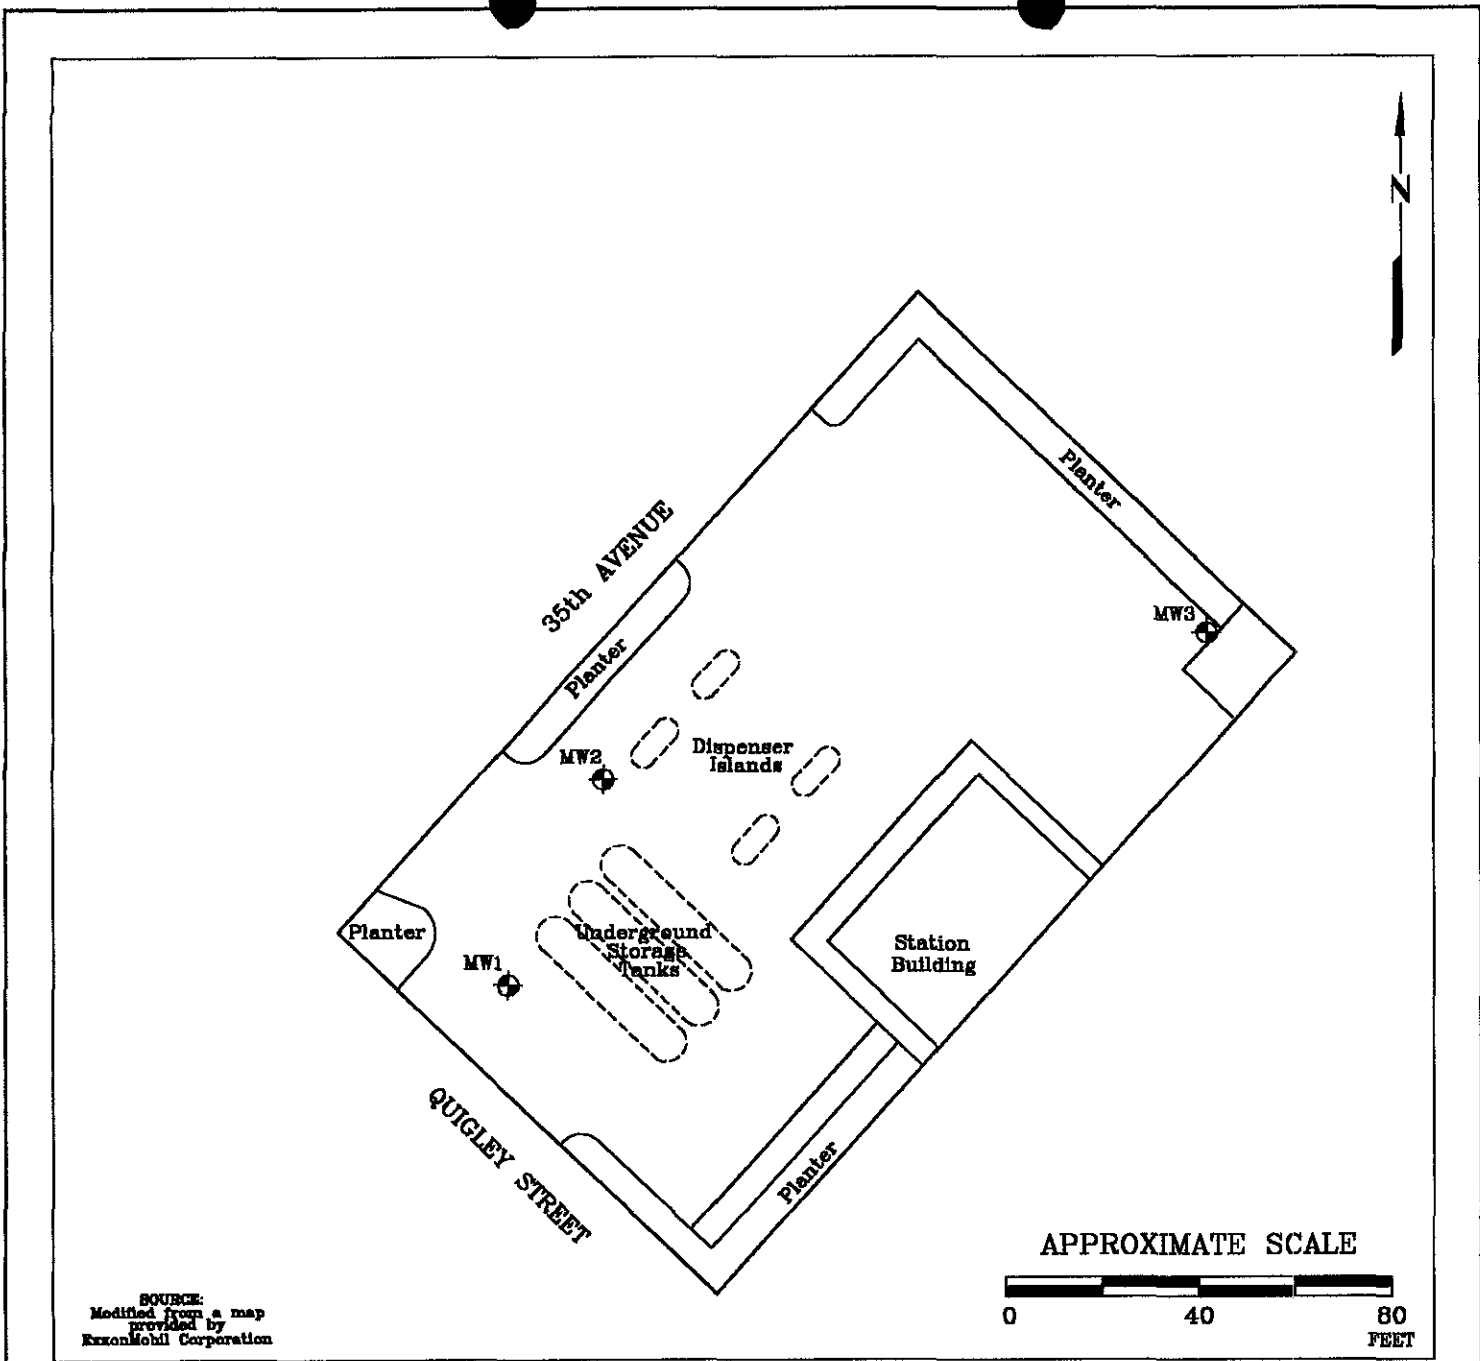 N
Planter
35th AVENUE
MW3
Planter
MW2
Dispenser
Islands
Planter
Underground
Storage
Tanks
Station
Building
MW1
QUIGLEY STREET
Planter
APPROXIMATE SCALE
0 40 80
FEET
SOURCE:
Modified from a map
provided by
ExxonMobil Corporation